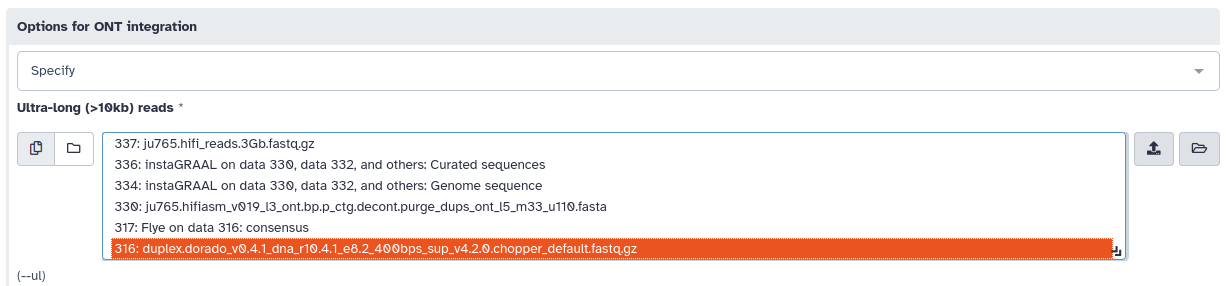 Options for ONT integration
Specify
Ultra-long (>10kb) reads *
337: ju765.hifi_reads.3Gb.fastq.gz
336: instaGRAAL on data 330, data 332, and others: Curated sequences
334: instaGRAAL on data 330, data 332, and others: Genome sequence
330: ju765.hifiasm_v019_l3_ont.bp.p_ctg.decont.purge_dups_ont_l5_m33_u110.fasta
317: Flye on data 316: consensus
316: duplex.dorado_v0.4.1_dna_r10.4.1_e8.2_400bps_sup_v4.2.0.chopper_default.fastq.gz
(--ul)